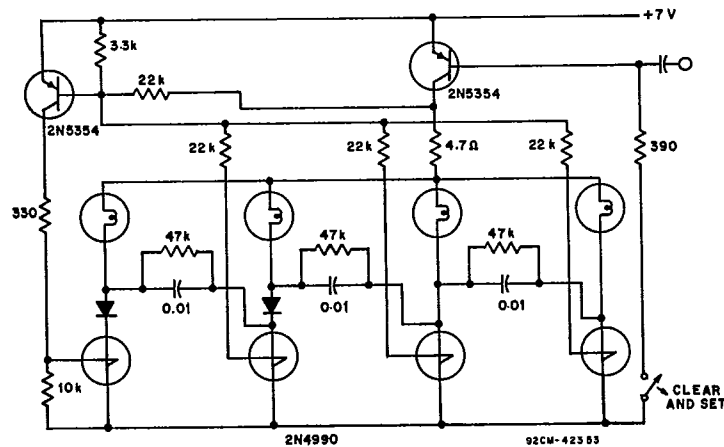 +7 V
3.3k
22k
2N5354
2N5354
22k
22k
4.7Ω
22k
390
330
47k
47k
47k
0.01
0.01
0.01
10k
CLEAR
AND SET
2N4990
92CM-42353